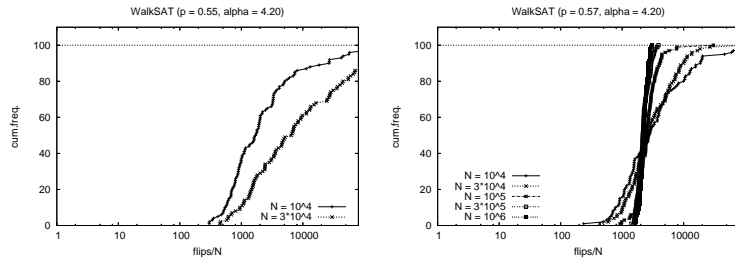 WalkSAT (p = 0.55, alpha = 4.20)
100
80
60
40
20
0
cum.freq.
N = 10^4
N = 3*10^4
1
10
100
1000
10000
flips/N
WalkSAT (p = 0.57, alpha = 4.20)
100
80
60
40
20
0
cum.freq.
N = 10^4
N = 3*10^4
N = 10^5
N = 3*10^5
N = 10^6
1
10
100
1000
10000
flips/N